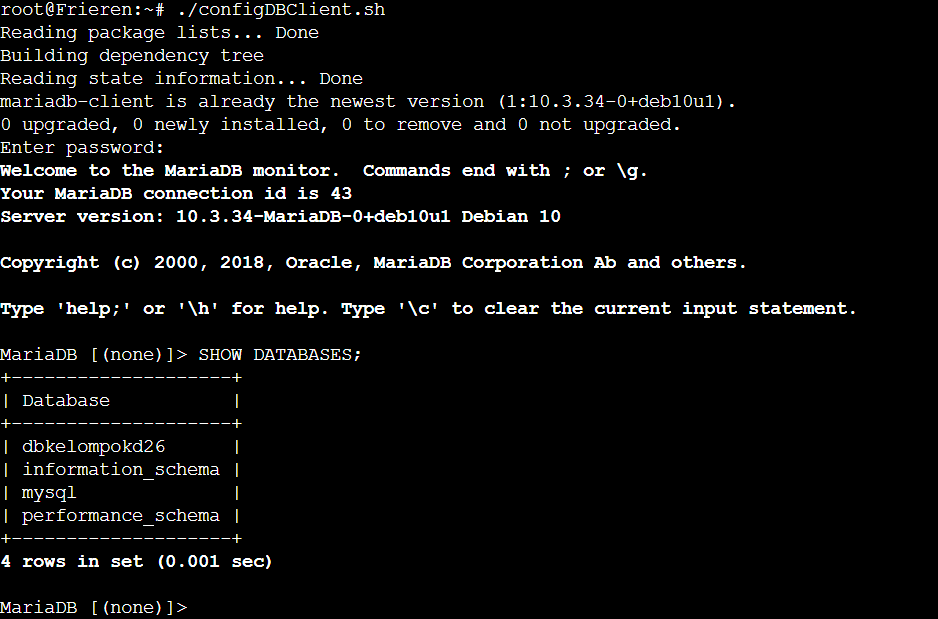 root@Frieren:~# ./configDBClient.sh
Reading package lists... Done
Building dependency tree
Reading state information... Done
mariadb-client is already the newest version (1:10.3.34-0+deb10u1).
0 upgraded, 0 newly installed, 0 to remove and 0 not upgraded.
Enter password:
Welcome to the MariaDB monitor.  Commands end with ; or \g.
Your MariaDB connection id is 43
Server version: 10.3.34-MariaDB-0+deb10u1 Debian 10

Copyright (c) 2000, 2018, Oracle, MariaDB Corporation Ab and others.

Type 'help;' or '\h' for help. Type '\c' to clear the current input statement.

MariaDB [(none)]> SHOW DATABASES;
+--------------------+
| Database           |
+--------------------+
| dbkelompokd26      |
| information_schema |
| mysql              |
| performance_schema |
+--------------------+
4 rows in set (0.001 sec)

MariaDB [(none)]>